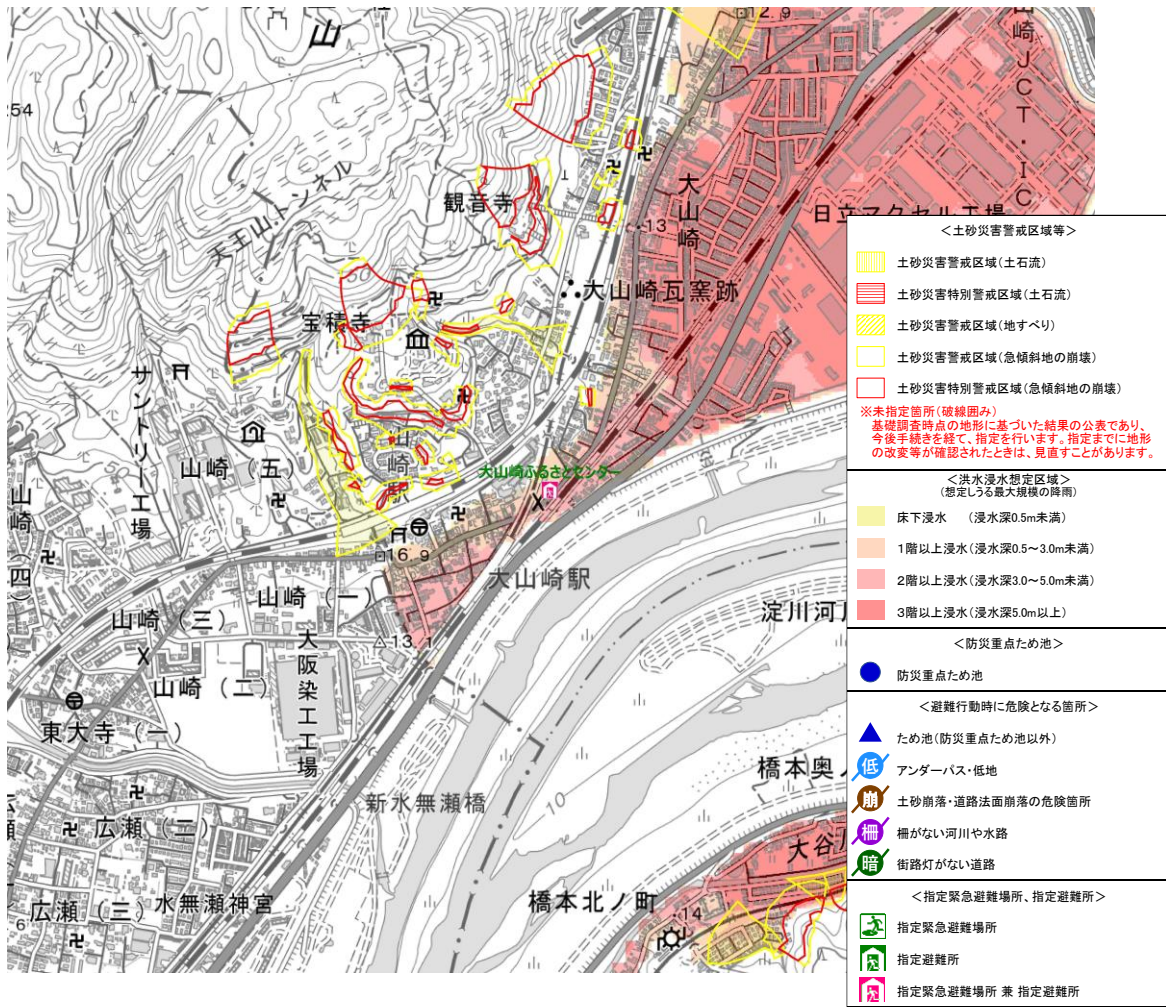 山
12.9
山崎JCT・IC
254
天王山トンネル
観音寺
大山崎
・13
日立マクセル工場
大山崎瓦窯跡
50
宝積寺
サントリー工場
山崎（五）
山崎
駅
大山崎ふるさとセンター
16.9
大山崎駅
山崎（四）
山崎（一）
山崎（三）
13.1
淀川河
大阪染工工場
山崎（二）
東大寺（一）
橋本奥ノ
新水無瀬橋
10
広瀬（二）
大谷川
広瀬（三）
水無瀬神宮
橋本北ノ町
・14
6
＜土砂災害警戒区域等＞
土砂災害警戒区域（土石流）
土砂災害特別警戒区域（土石流）
土砂災害警戒区域（地すべり）
土砂災害警戒区域（急傾斜地の崩壊）
土砂災害特別警戒区域（急傾斜地の崩壊）
※未指定箇所（破線囲み）
基礎調査時点の地形に基づいた結果の公表であり、
今後手続きを経て、指定を行います。指定までに地形
の改変等が確認されたときは、見直すことがあります。
＜洪水浸水想定区域＞
（想定しうる最大規模の降雨）
床下浸水　（浸水深0.5m未満）
１階以上浸水（浸水深0.5～3.0m未満）
２階以上浸水（浸水深3.0～5.0m未満）
３階以上浸水（浸水深5.0m以上）
＜防災重点ため池＞
防災重点ため池
＜避難行動時に危険となる箇所＞
ため池（防災重点ため池以外）
低 アンダーパス・低地
崩 土砂崩落・道路法面崩落の危険箇所
柵 柵がない河川や水路
暗 街路灯がない道路
＜指定緊急避難場所、指定避難所＞
指定緊急避難場所
指定避難所
指定緊急避難場所 兼 指定避難所